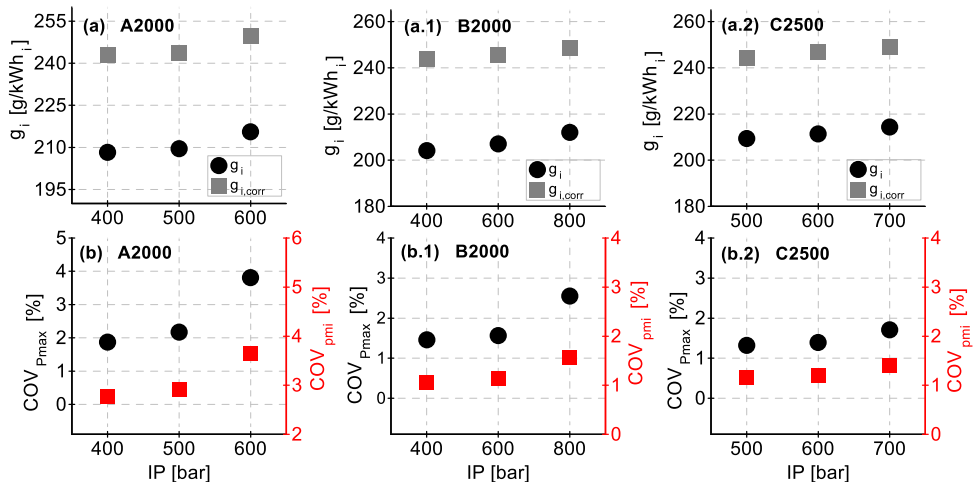 (a) A2000
g_i [g/kWh_i]
255
240
225
210
195
g_i
g_i,corr
400 500 600
(a.1) B2000
g_i [g/kWh_i]
260
240
220
200
180
g_i
g_i,corr
400 600 800
(a.2) C2500
g_i [g/kWh_i]
260
240
220
200
180
g_i
g_i,corr
500 600 700
(b) A2000
COV_Pmax [%]
5
4
3
2
1
0
6
5
4
3
2
COV_pmi [%]
400 500 600
IP [bar]
(b.1) B2000
COV_Pmax [%]
4
3
2
1
0
4
3
2
1
0
COV_pmi [%]
400 600 800
IP [bar]
(b.2) C2500
COV_Pmax [%]
4
3
2
1
0
4
3
2
1
0
COV_pmi [%]
500 600 700
IP [bar]